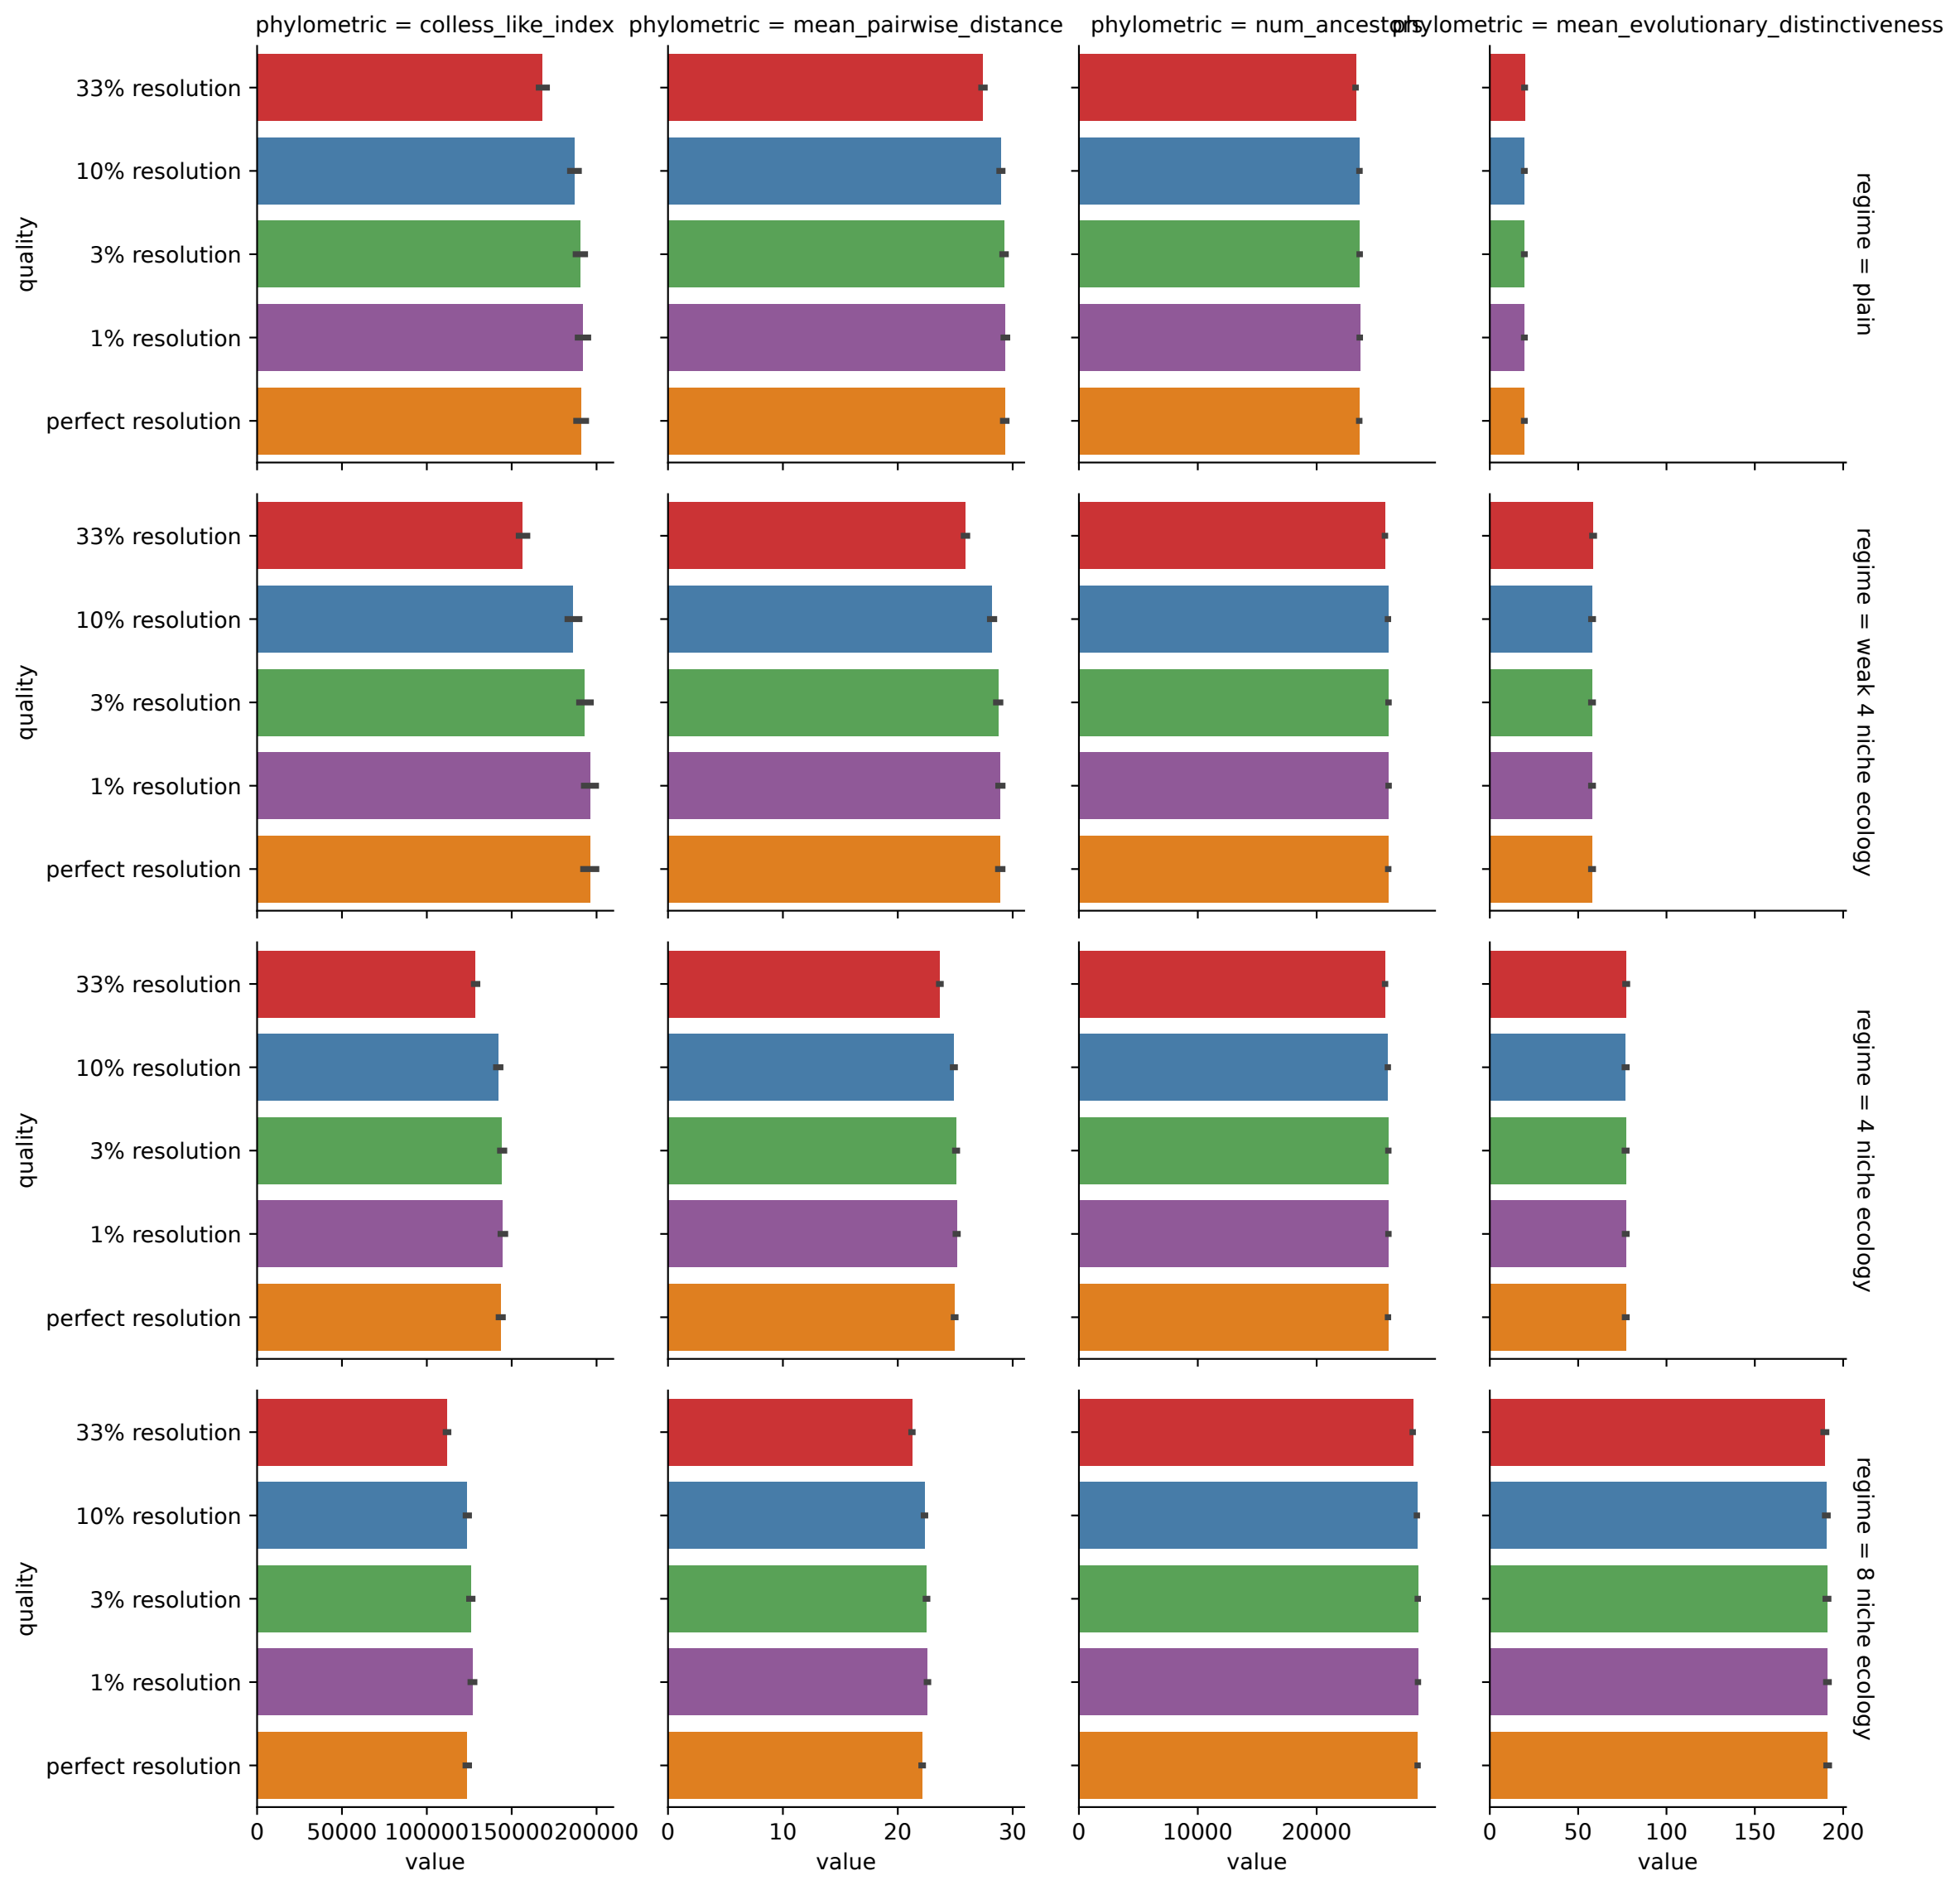 phylometric = colless_like_index
phylometric = mean_pairwise_distance
phylometric = num_ancestors
phylometric = mean_evolutionary_distinctiveness
33% resolution
10% resolution
3% resolution
1% resolution
perfect resolution
quality
regime = plain
33% resolution
10% resolution
3% resolution
1% resolution
perfect resolution
quality
regime = weak 4 niche ecology
33% resolution
10% resolution
3% resolution
1% resolution
perfect resolution
quality
regime = 4 niche ecology
33% resolution
10% resolution
3% resolution
1% resolution
perfect resolution
quality
regime = 8 niche ecology
0 50000 100000 150000 200000
value
0 10 20 30
value
0 10000 20000
value
0 50 100 150 200
value